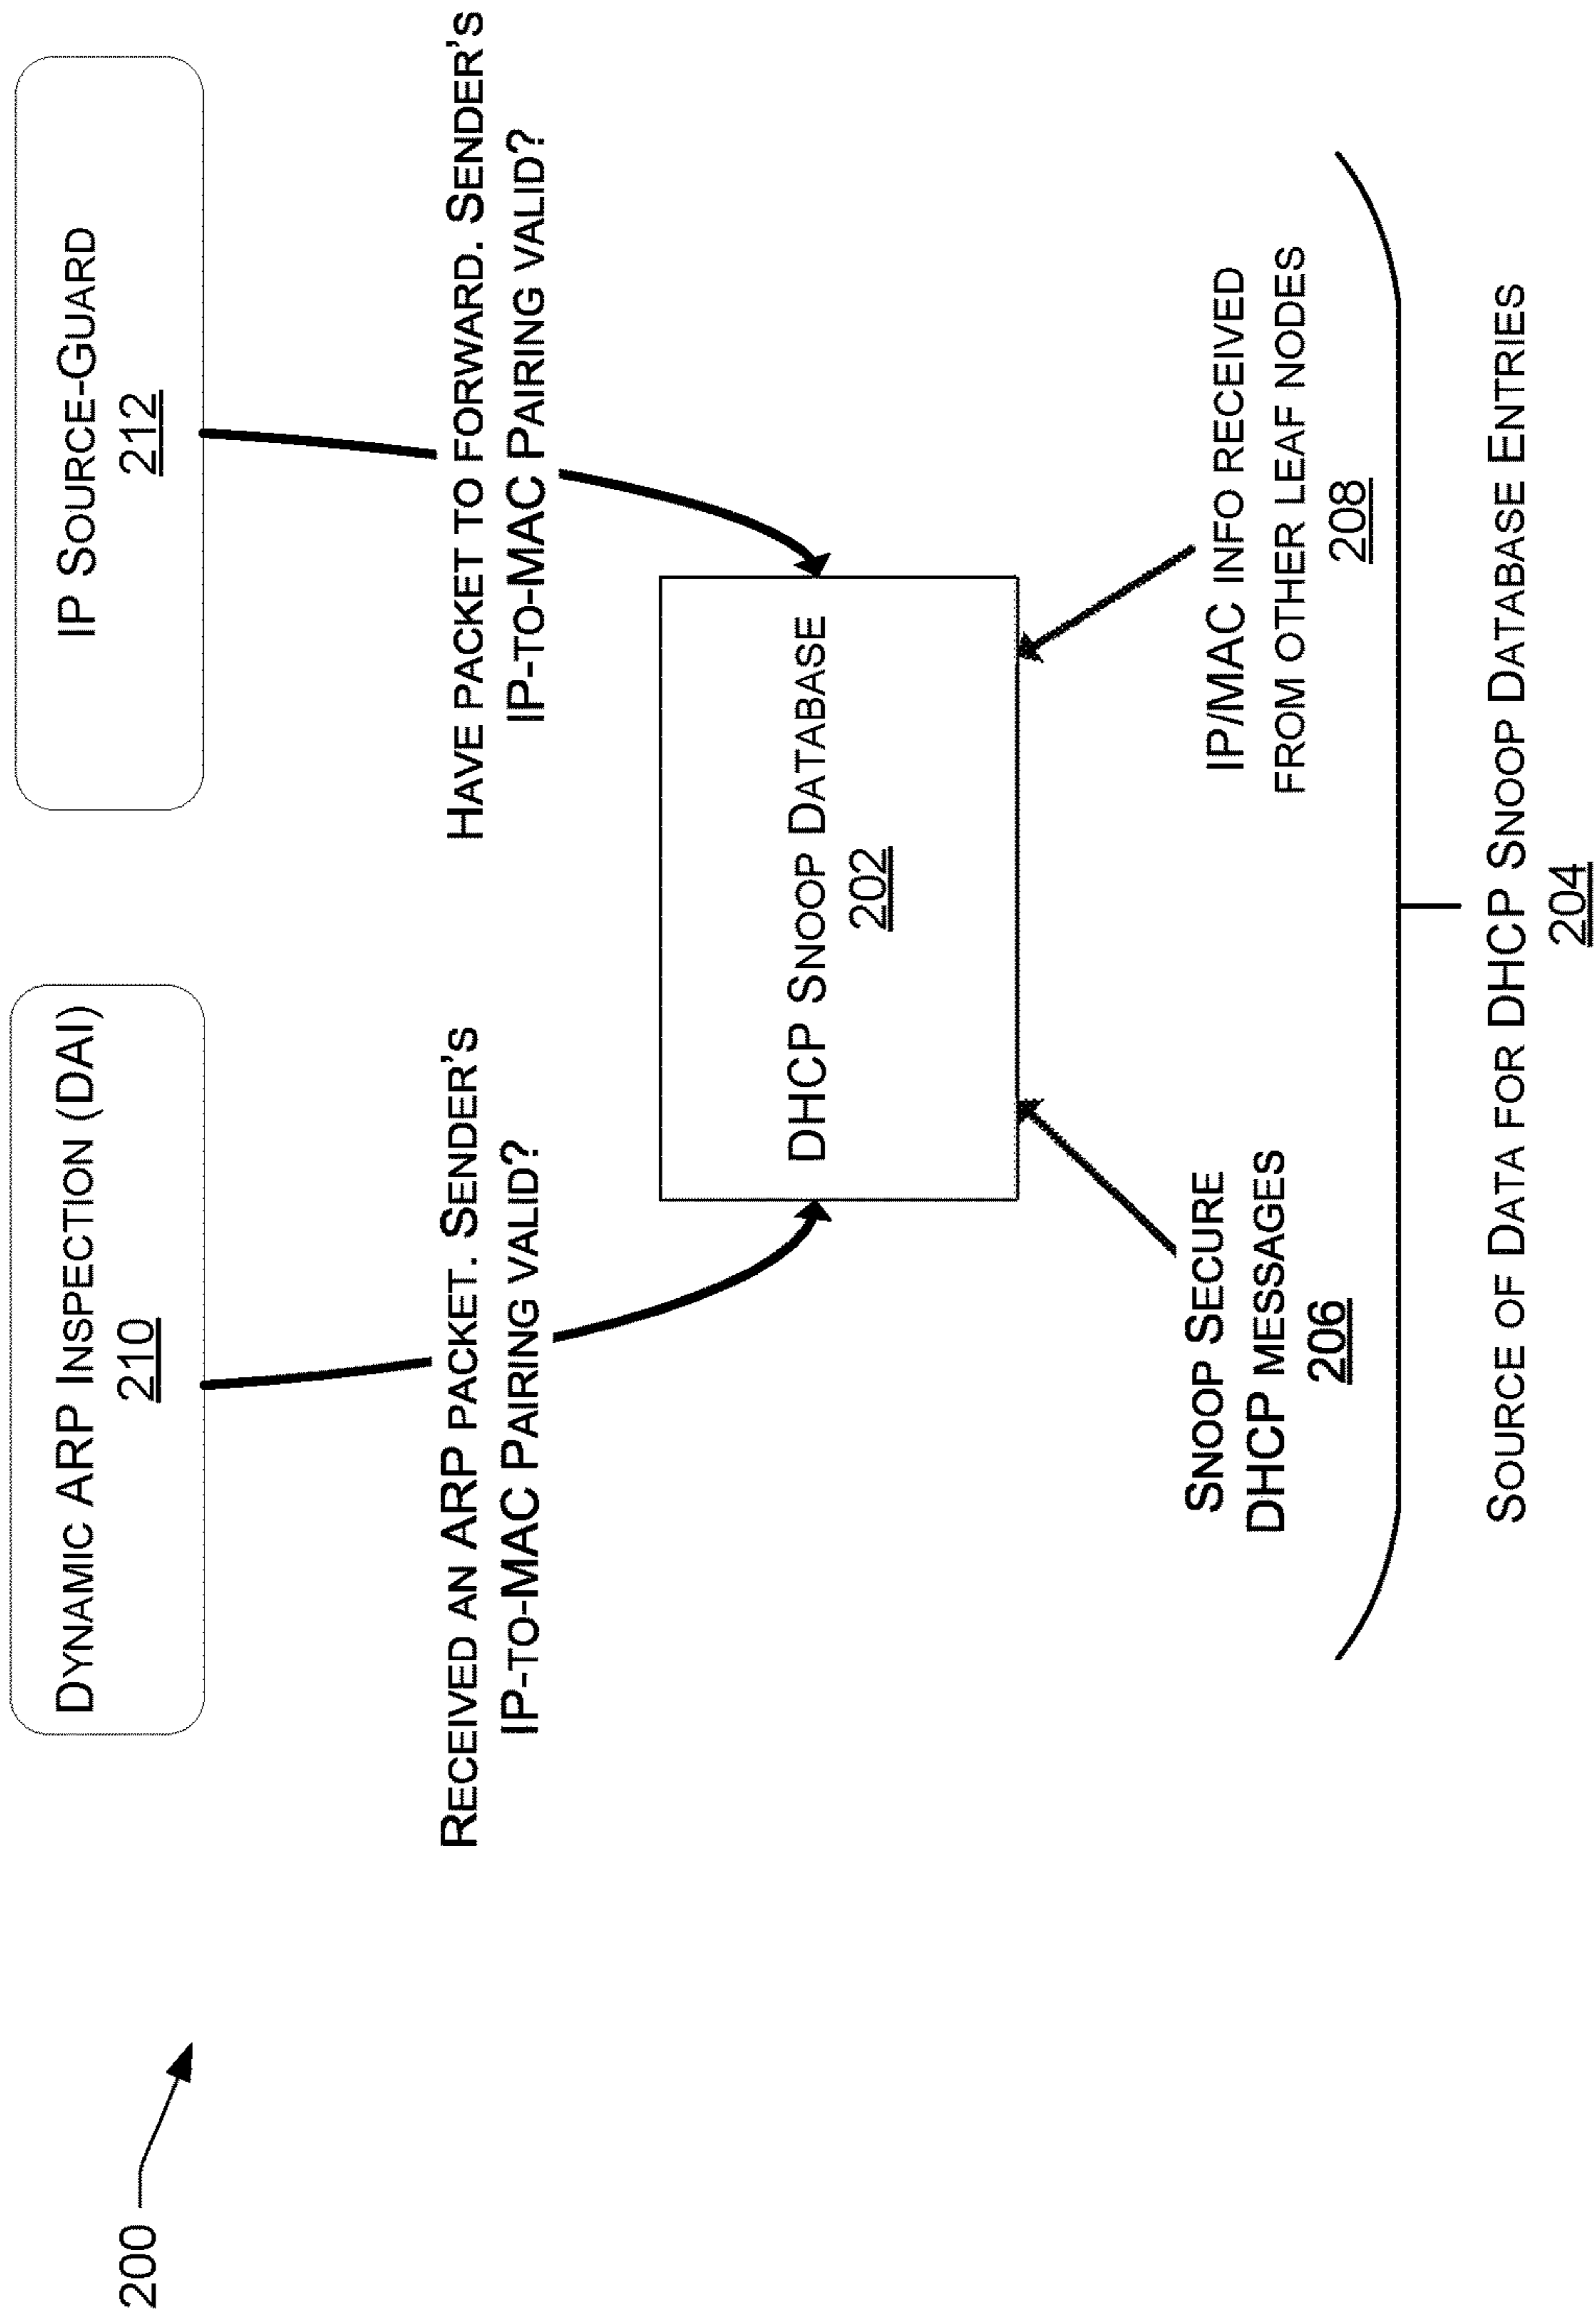 200
DYNAMIC ARP INSPECTION (DAI)
210
IP SOURCE-GUARD
212
RECEIVED AN ARP PACKET. SENDER'S
IP-TO-MAC PAIRING VALID?
HAVE PACKET TO FORWARD. SENDER'S
IP-TO-MAC PAIRING VALID?
DHCP SNOOP DATABASE
202
SNOOP SECURE
DHCP MESSAGES
206
IP/MAC INFO RECEIVED
FROM OTHER LEAF NODES
208
SOURCE OF DATA FOR DHCP SNOOP DATABASE ENTRIES
204